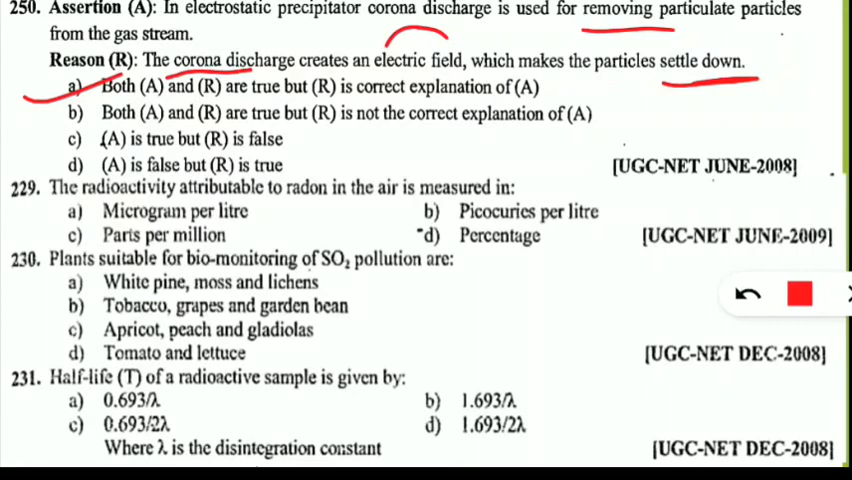 250. Assertion (A): In electrostatic precipitator corona discharge is used for removing particulate particles
from the gas stream.
Reason (R): The corona discharge creates an electric field, which makes the particles settle down.
a) Both (A) and (R) are true but (R) is correct explanation of (A)
b) Both (A) and (R) are true but (R) is not the correct explanation of (A)
c) (A) is true but (R) is false
d) (A) is false but (R) is true [UGC-NET JUNE-2008]
229. The radioactivity attributable to radon in the air is measured in:
a) Microgram per litre b) Picocuries per litre
c) Parts per million d) Percentage [UGC-NET JUNE-2009]
230. Plants suitable for bio-monitoring of SO₂ pollution are:
a) White pine, moss and lichens
b) Tobacco, grapes and garden bean
c) Apricot, peach and gladiolas
d) Tomato and lettuce [UGC-NET DEC-2008]
231. Half-life (T) of a radioactive sample is given by:
a) 0.693/λ b) 1.693/λ
c) 0.693/2λ d) 1.693/2λ
Where λ is the disintegration constant [UGC-NET DEC-2008]